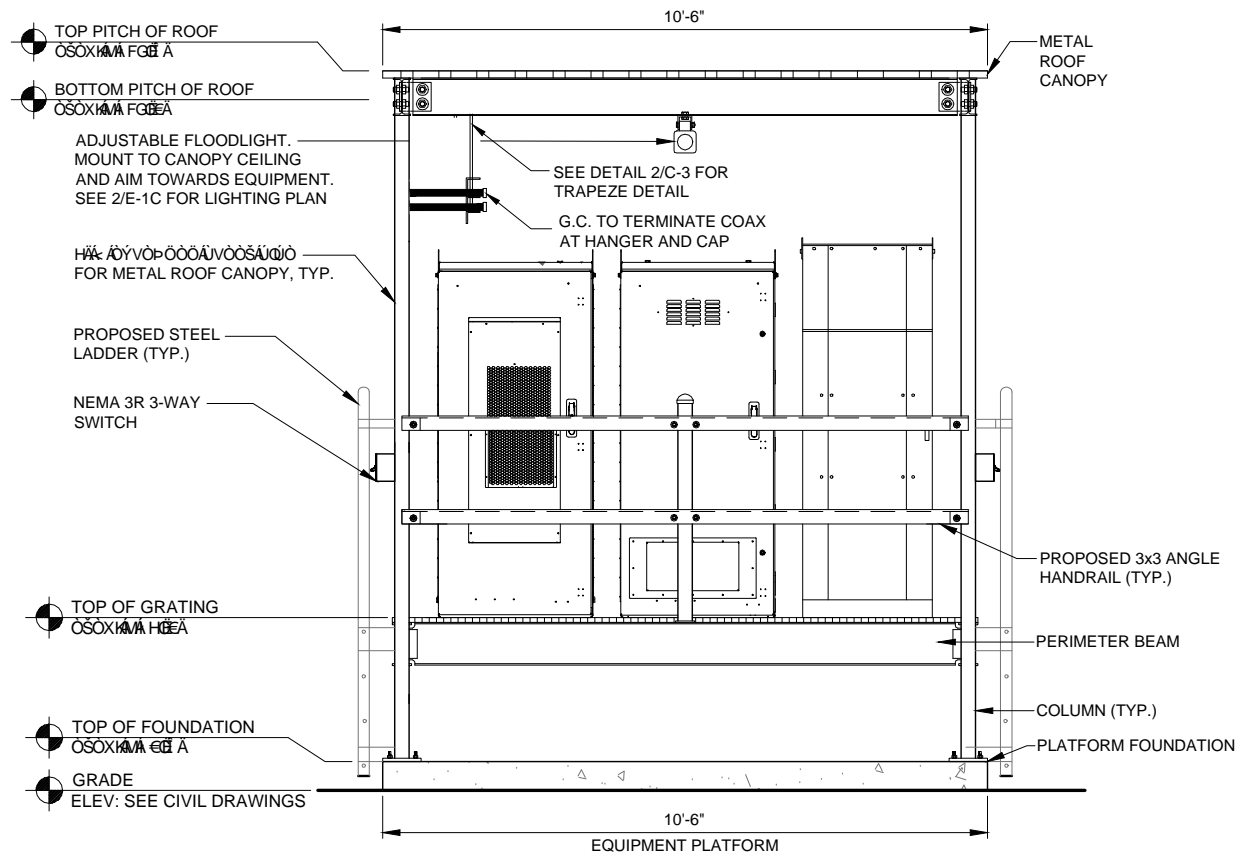 10'-6"
TOP PITCH OF ROOF
BOTTOM PITCH OF ROOF
METAL
ROOF
CANOPY
ADJUSTABLE FLOODLIGHT.
MOUNT TO CANOPY CEILING
AND AIM TOWARDS EQUIPMENT.
SEE 2/E-1C FOR LIGHTING PLAN
SEE DETAIL 2/C-3 FOR
TRAPEZE DETAIL
G.C. TO TERMINATE COAX
AT HANGER AND CAP
FOR METAL ROOF CANOPY, TYP.
PROPOSED STEEL
LADDER (TYP.)
NEMA 3R 3-WAY
SWITCH
PROPOSED 3x3 ANGLE
HANDRAIL (TYP.)
TOP OF GRATING
PERIMETER BEAM
COLUMN (TYP.)
TOP OF FOUNDATION
PLATFORM FOUNDATION
GRADE
ELEV: SEE CIVIL DRAWINGS
10'-6"
EQUIPMENT PLATFORM